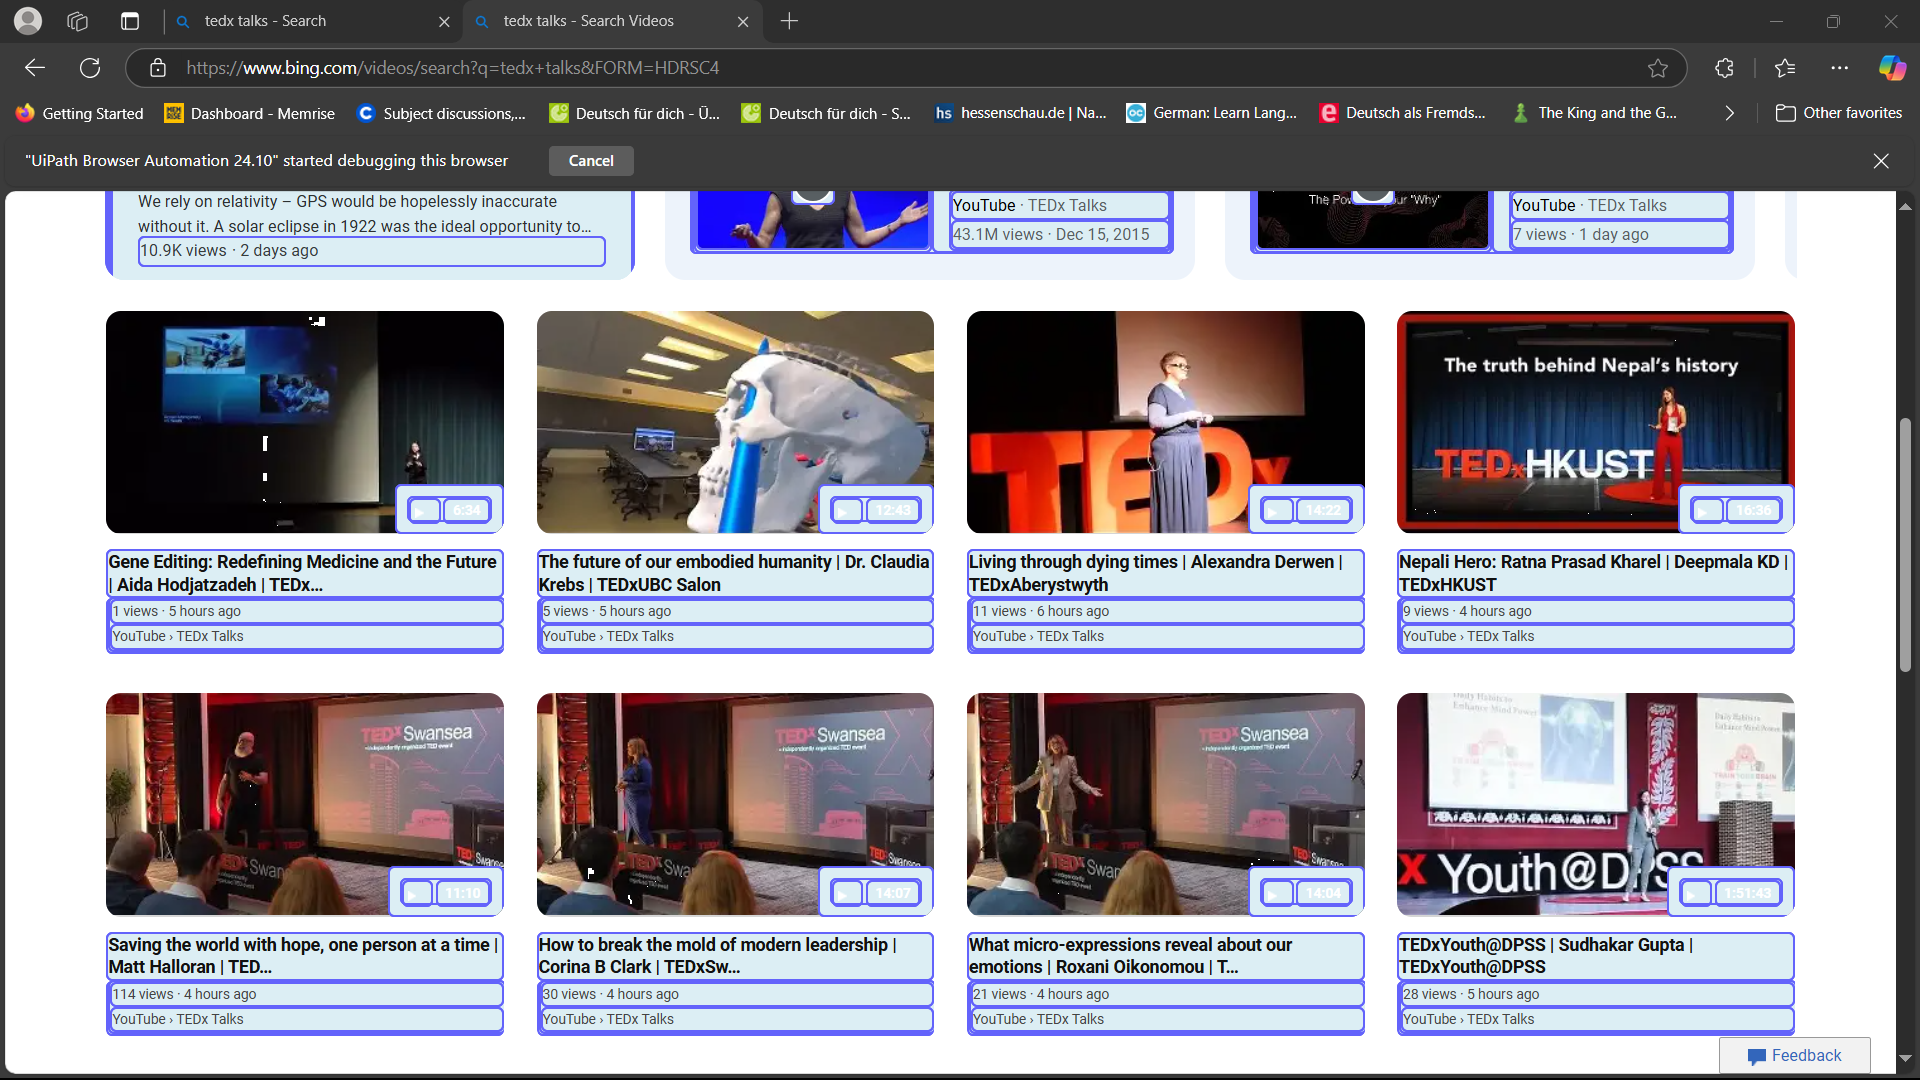 tedx talks - Search
tedx talks - Search Videos
https://www.bing.com/videos/search?q=tedx+talks&FORM=HDRSC4
Getting Started
Dashboard - Memrise
Subject discussions,...
Deutsch für dich - Ü...
Deutsch für dich - S...
hs hessenschau.de | Na...
German: Learn Lang...
Deutsch als Fremds...
The King and the G...
Other favorites
"UiPath Browser Automation 24.10" started debugging this browser
Cancel
We rely on relativity – GPS would be hopelessly inaccurate
without it. A solar eclipse in 1922 was the ideal opportunity to...
10.9K views · 2 days ago
YouTube · TEDx Talks
43.1M views · Dec 15, 2015
YouTube · TEDx Talks
7 views · 1 day ago
6:34
12:43
TEDx
14:22
The truth behind Nepal's history
TEDxHKUST
16:36
Gene Editing: Redefining Medicine and the Future
| Aida Hodjatzadeh | TEDx...
1 views · 5 hours ago
YouTube › TEDx Talks
The future of our embodied humanity | Dr. Claudia
Krebs | TEDxUBC Salon
5 views · 5 hours ago
YouTube › TEDx Talks
Living through dying times | Alexandra Derwen |
TEDxAberystwyth
11 views · 6 hours ago
YouTube › TEDx Talks
Nepali Hero: Ratna Prasad Kharel | Deepmala KD |
TEDxHKUST
9 views · 4 hours ago
YouTube › TEDx Talks
TEDxSwansea
11:10
TEDxSwansea
14:07
TEDxSwansea
14:04
Daily Habits to
Enhance Mind Power
x Youth@DPSS
1:51:43
Saving the world with hope, one person at a time |
Matt Halloran | TED...
114 views · 4 hours ago
YouTube › TEDx Talks
How to break the mold of modern leadership |
Corina B Clark | TEDxSw...
30 views · 4 hours ago
YouTube › TEDx Talks
What micro-expressions reveal about our
emotions | Roxani Oikonomou | T...
21 views · 4 hours ago
YouTube › TEDx Talks
TEDxYouth@DPSS | Sudhakar Gupta |
TEDxYouth@DPSS
28 views · 5 hours ago
YouTube › TEDx Talks
Feedback